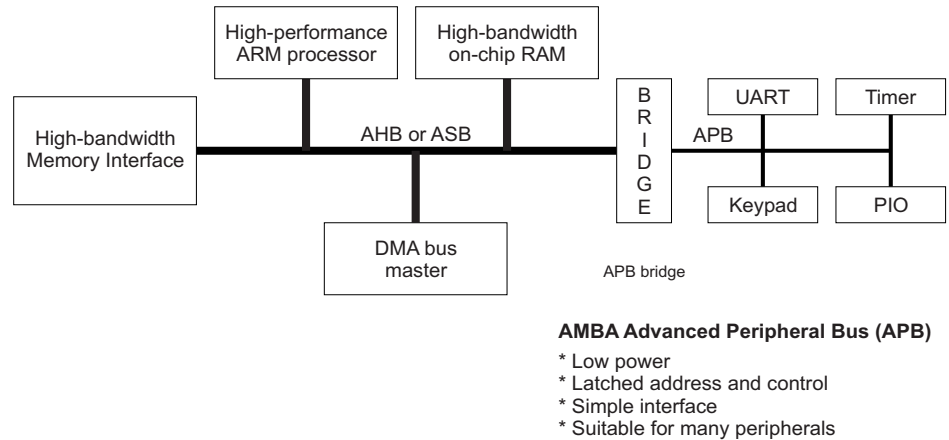 High-performance
ARM processor
High-bandwidth
on-chip RAM
High-bandwidth
Memory Interface
AHB or ASB
B
R
I
D
G
E
APB
UART
Timer
Keypad
PIO
DMA bus
master
APB bridge
AMBA Advanced Peripheral Bus (APB)
* Low power
* Latched address and control
* Simple interface
* Suitable for many peripherals